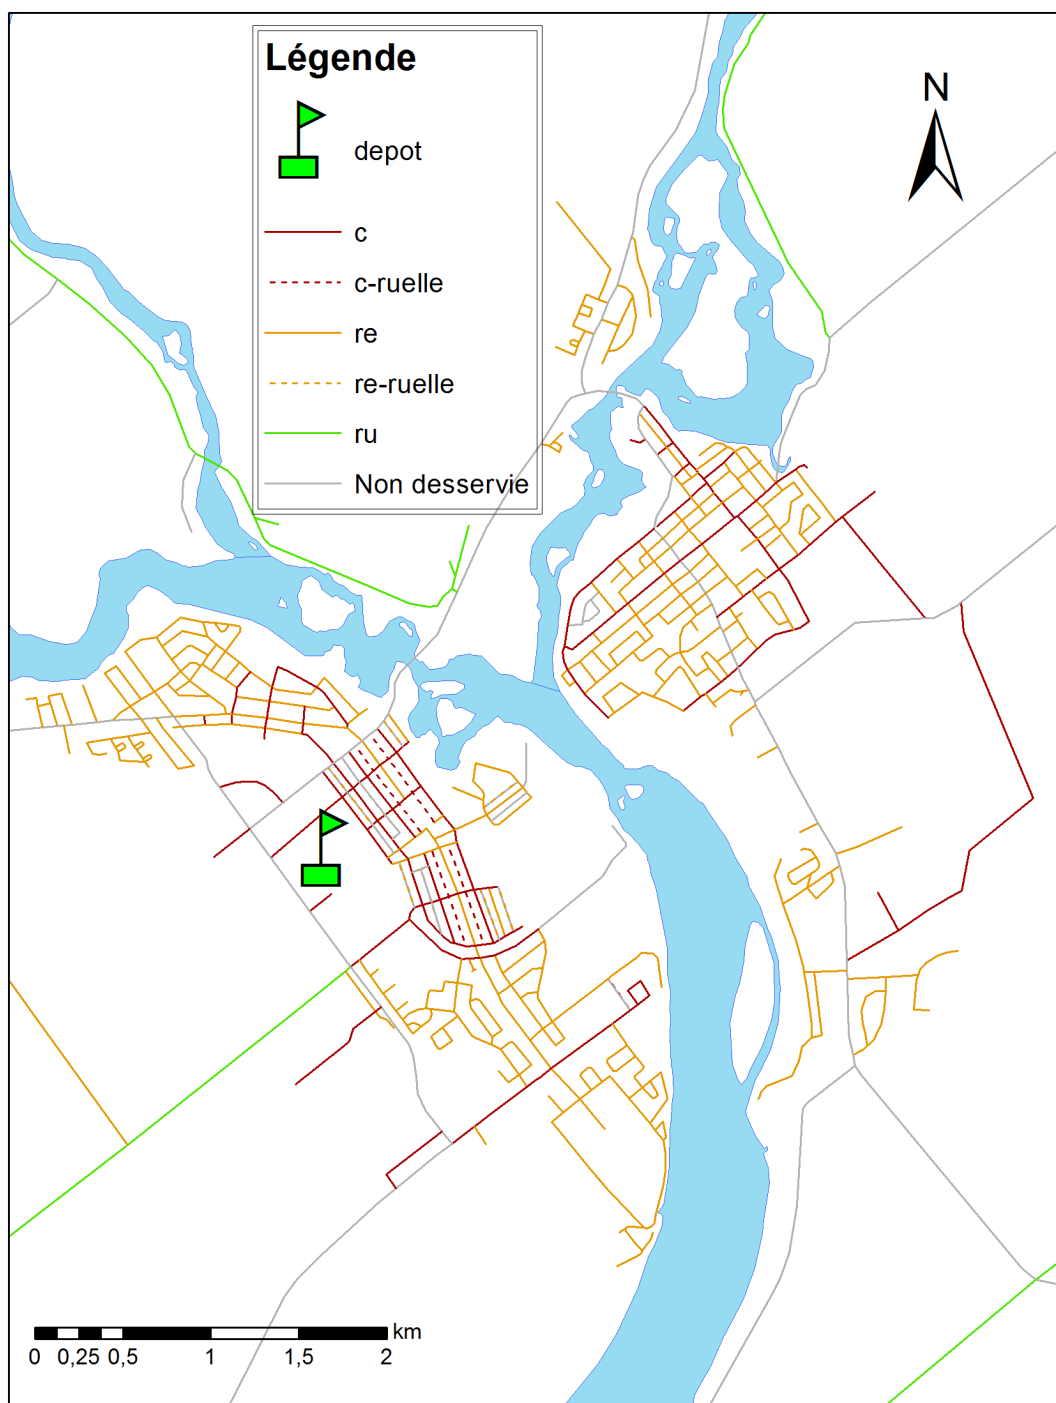 Légende
depot
c
c-ruelle
re
re-ruelle
ru
Non desservie
N
km
0 0,25 0,5 1 1,5 2